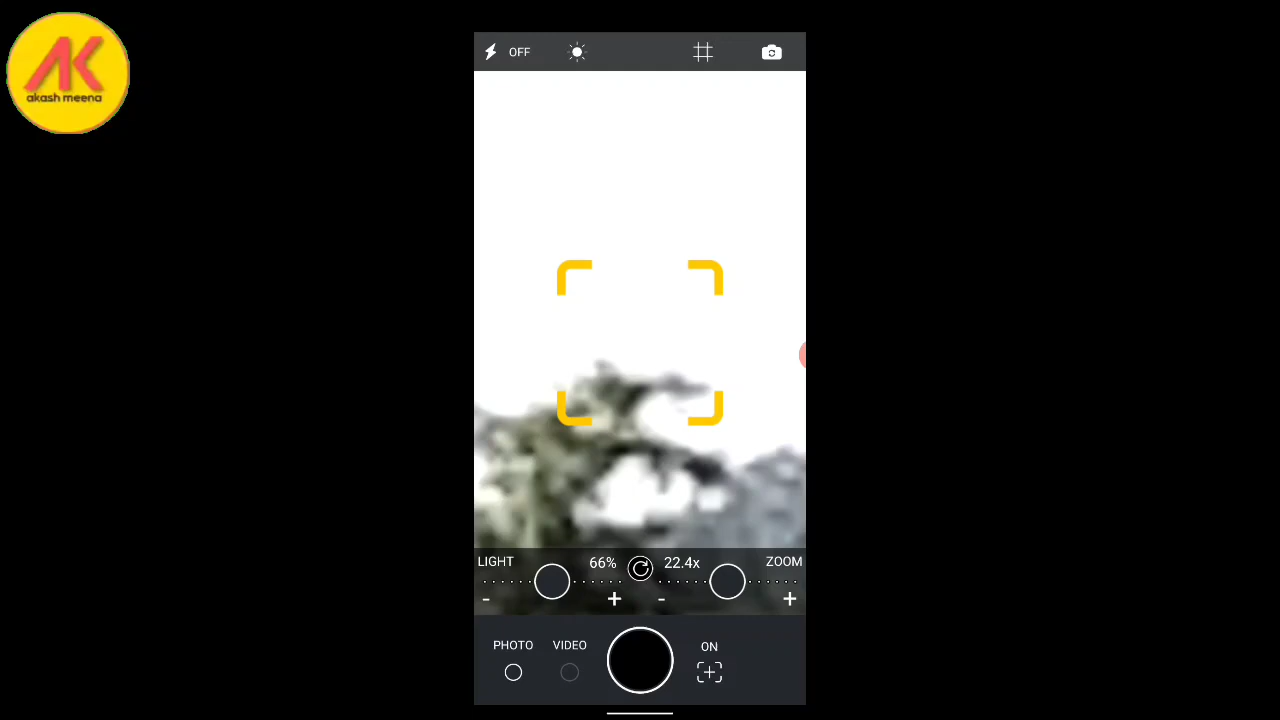 AK
akash meena
OFF
LIGHT 66% 22.4x ZOOM
- + - +
PHOTO VIDEO ON